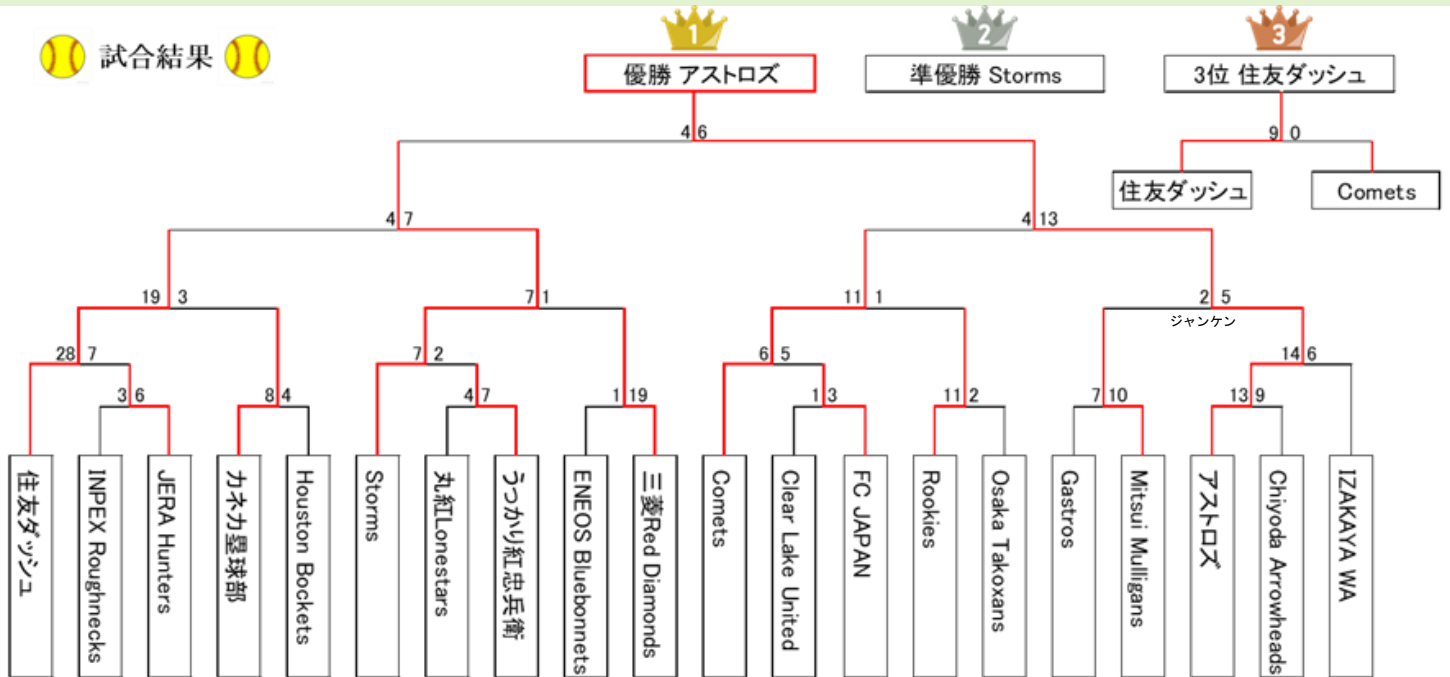 1
2
3
試合結果
優勝 アストロズ
準優勝 Storms
3位 住友ダッシュ
4 6
9 0
住友ダッシュ
Comets
4 7
4 13
19 3
7 1
11 1
2 5
ジャンケン
28 7
7 2
6 5
14 6
3 6
8 4
4 7
1 19
1 3
11 2
7 10
13 9
住友ダッシュ
INPEX Roughnecks
JERA Hunters
カネカ塁球部
Houston Bockets
Storms
丸紅Lonestars
うっかり紅忠兵衛
ENEOS Bluebonnets
三菱Red Diamonds
Comets
Clear Lake United
FC JAPAN
Rookies
Osaka Takoxans
Gastros
Mitsui Mulligans
アストロズ
Chiyoda Arrowheads
IZAKAYA WA